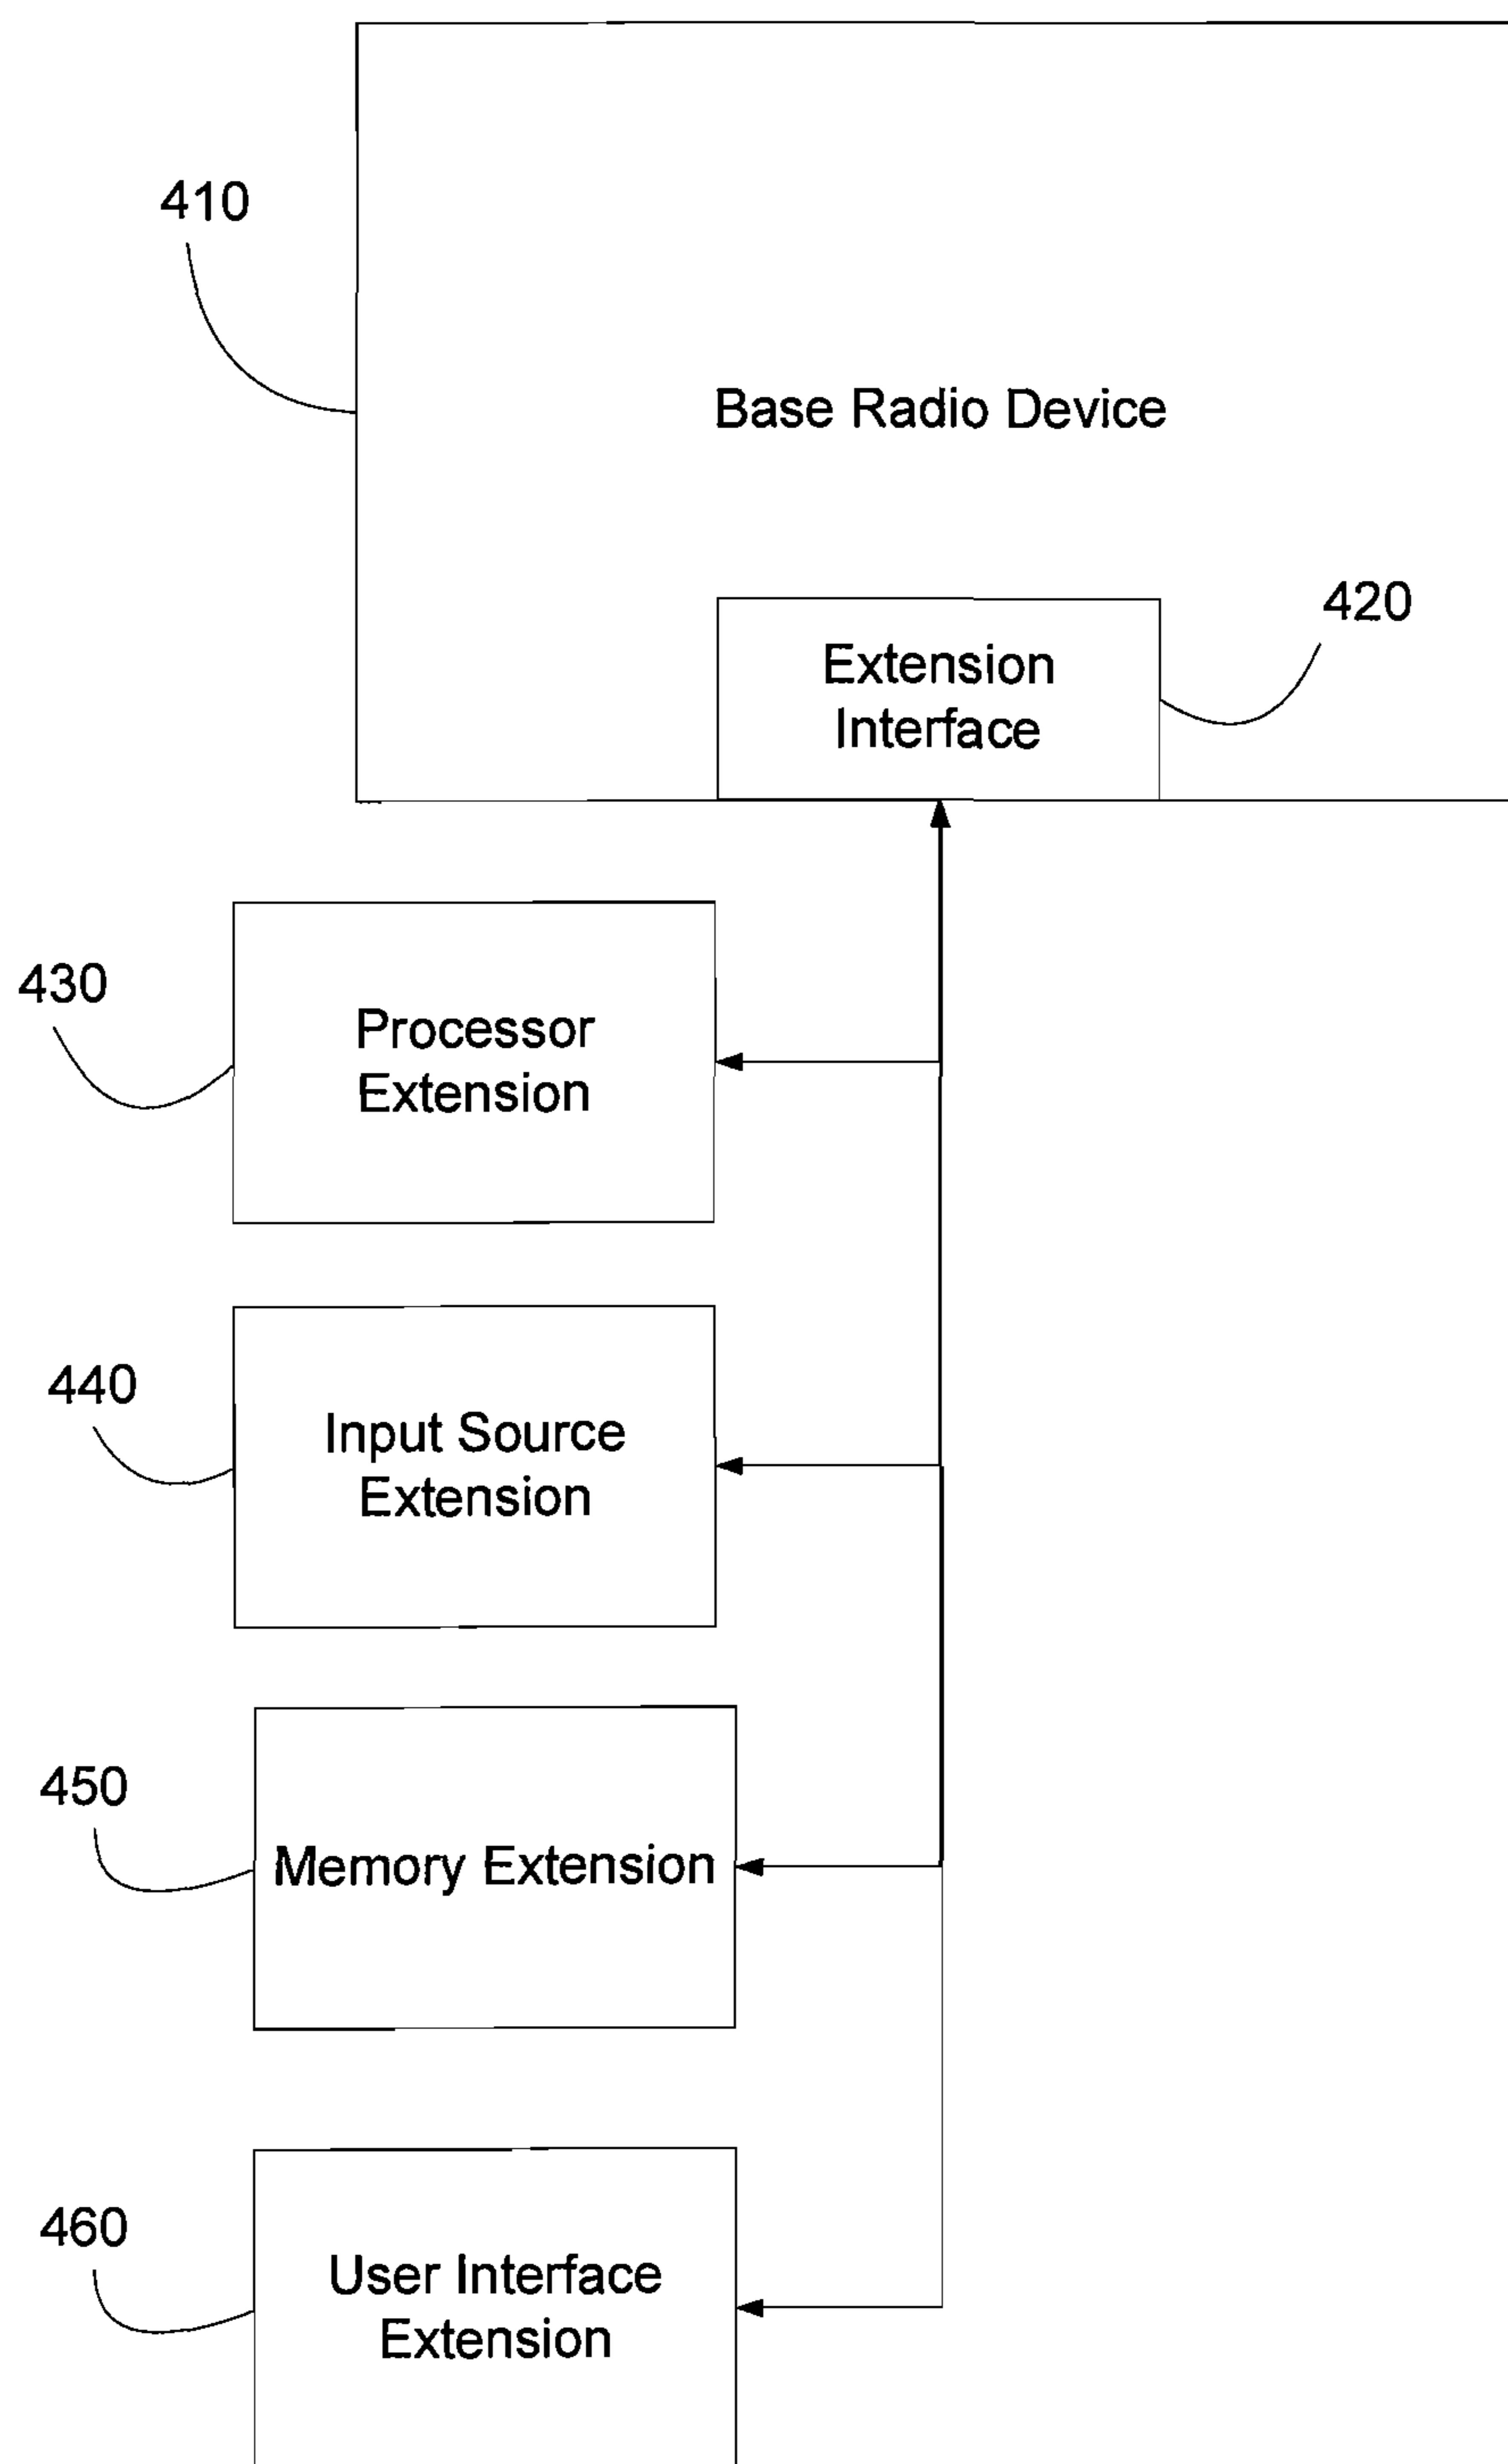 410
Base Radio Device
420
Extension
Interface
430
Processor
Extension
440
Input Source
Extension
450
Memory Extension
460
User Interface
Extension